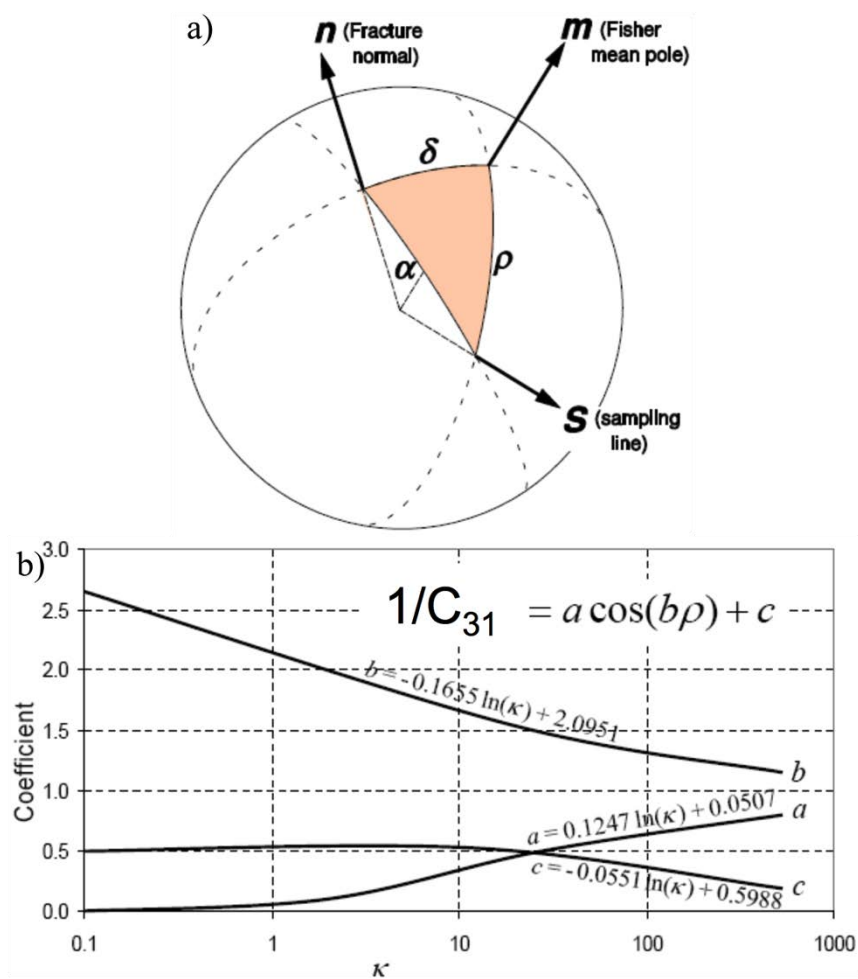 a)
n (Fracture
normal)
m (Fisher
mean pole)
δ
α
ρ
S (sampling
line)
b)
3.0
2.5
2.0
1.5
1.0
0.5
0.0
Coefficient
1/C31 = a cos(bρ) + c
b = -0.1655 ln(κ) + 2.0951
b
a = 0.1247 ln(κ) + 0.0507
a
c = -0.0551 ln(κ) + 0.5988
c
0.1 1 10 100 1000
κ